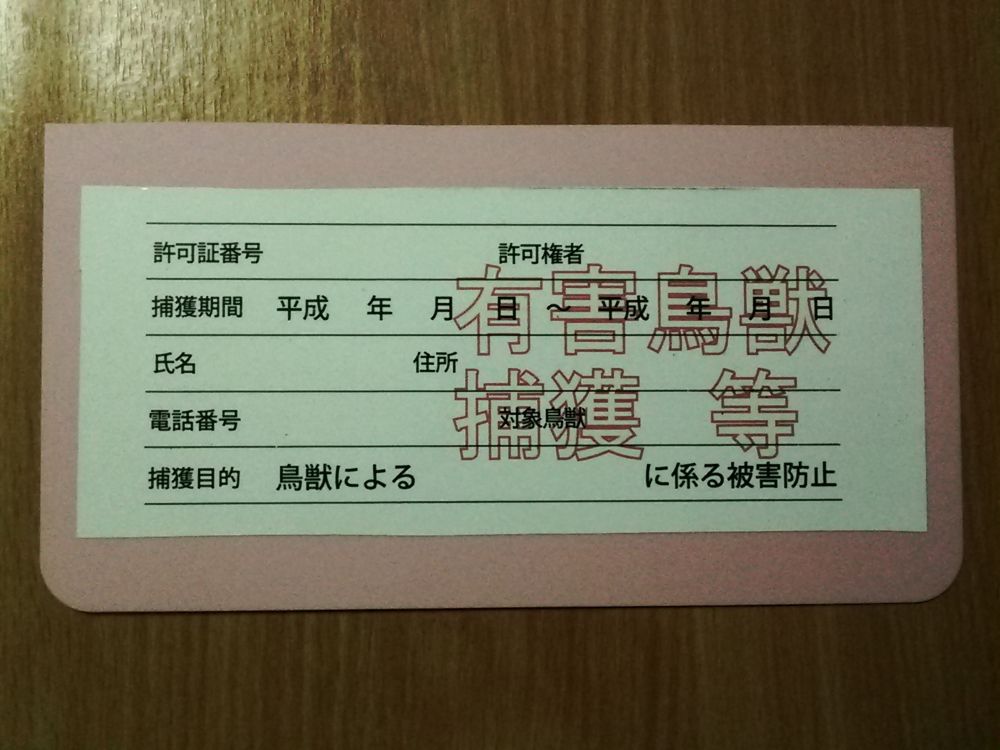 許可証番号 許可権者
捕獲期間 平成 年 月 日 ~ 平成 年 月 日
氏名 住所
電話番号 対象鳥獣
捕獲目的 鳥獣による に係る被害防止
有害鳥獣
捕獲 等